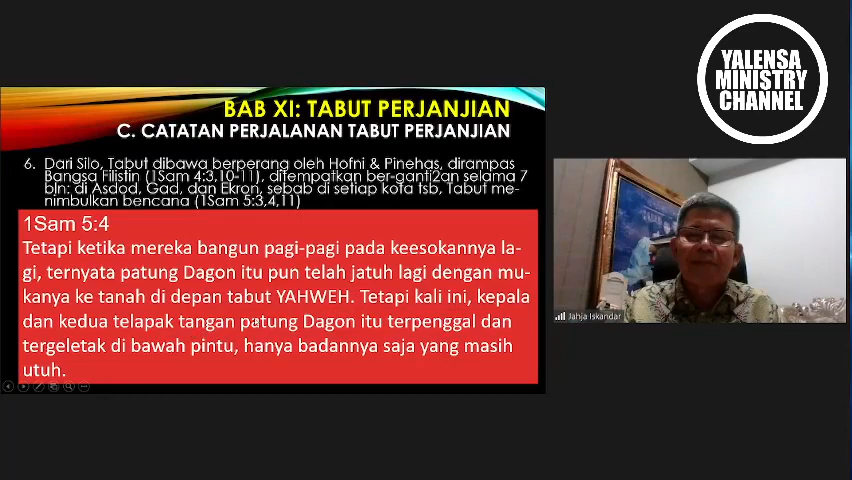 YALENSA
MINISTRY
CHANNEL
BAB XI: TABUT PERJANJIAN
C. CATATAN PERJALANAN TABUT PERJANJIAN
6. Dari Silo, Tabut dibawa berperang oleh Hofni & Pinehas, dirampas
Bangsa Filistin (1Sam 4:3,10-11), ditempatkan ber-ganti2an selama 7
bln: di Asdod, Gad, dan Ekron, sebab di setiap kota tsb, Tabut me-
nimbulkan bencana (1Sam 5:3,4,11)
1Sam 5:4
Tetapi ketika mereka bangun pagi-pagi pada keesokannya la-
gi, ternyata patung Dagon itu pun telah jatuh lagi dengan mu-
kanya ke tanah di depan tabut YAHWEH. Tetapi kali ini, kepala
dan kedua telapak tangan patung Dagon itu terpenggal dan
tergeletak di bawah pintu, hanya badannya saja yang masih
utuh.
Jahja Iskandar